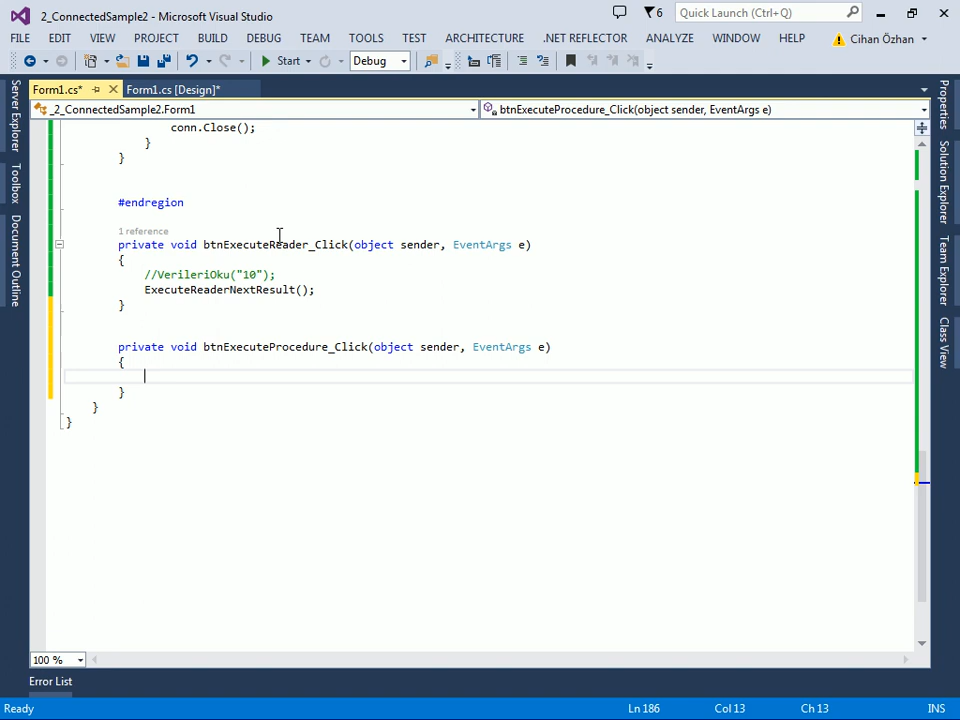 2_ConnectedSample2 - Microsoft Visual Studio
6
Quick Launch (Ctrl+Q)
FILE EDIT VIEW PROJECT BUILD DEBUG TEAM TOOLS TEST ARCHITECTURE .NET REFLECTOR ANALYZE WINDOW HELP Cihan Özhan
Start Debug
Form1.cs* Form1.cs [Design]*
_2_ConnectedSample2.Form1 btnExecuteProcedure_Click(object sender, EventArgs e)
conn.Close();
}
}
#endregion
1 reference
private void btnExecuteReader_Click(object sender, EventArgs e)
{
//VerileriOku("10");
ExecuteReaderNextResult();
}
private void btnExecuteProcedure_Click(object sender, EventArgs e)
{
}
}
}
Server Explorer
Toolbox
Document Outline
Properties
Solution Explorer
Team Explorer
Class View
100 %
Error List
Ready Ln 186 Col 13 Ch 13 INS